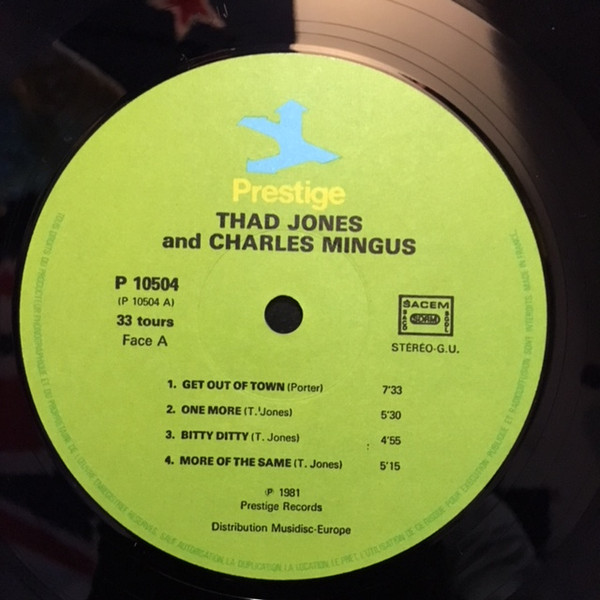 Prestige
THAD JONES
and CHARLES MINGUS
P 10504
(P 10504 A)
33 tours
Face A
SACEM
SDRM
STÉRÉO-G.U.
1. GET OUT OF TOWN (Porter) 7'33
2. ONE MORE (T. Jones) 5'30
3. BITTY DITTY (T. Jones) 4'55
4. MORE OF THE SAME (T. Jones) 5'15
℗ 1981
Prestige Records
Distribution Musidisc-Europe